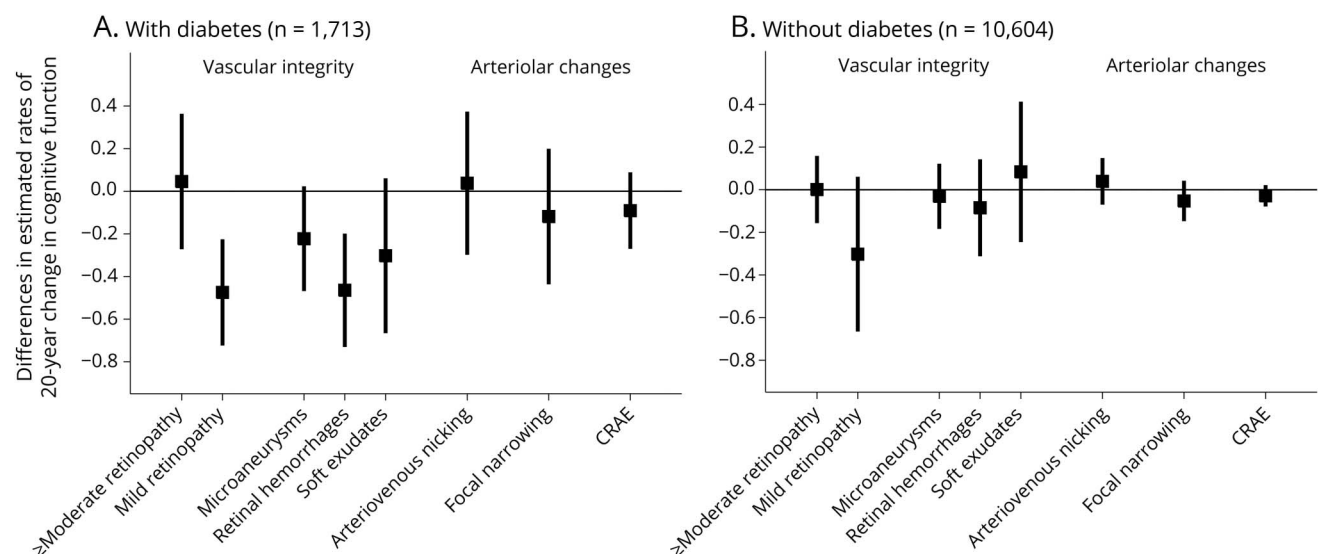 A. With diabetes (n = 1,713)
Vascular integrity
Arteriolar changes
Differences in estimated rates of
20-year change in cognitive function
0.4
0.2
0.0
−0.2
−0.4
−0.6
−0.8
≥Moderate retinopathy
Mild retinopathy
Microaneurysms
Retinal hemorrhages
Soft exudates
Arteriovenous nicking
Focal narrowing
CRAE
B. Without diabetes (n = 10,604)
Vascular integrity
Arteriolar changes
0.4
0.2
0.0
−0.2
−0.4
−0.6
−0.8
≥Moderate retinopathy
Mild retinopathy
Microaneurysms
Retinal hemorrhages
Soft exudates
Arteriovenous nicking
Focal narrowing
CRAE